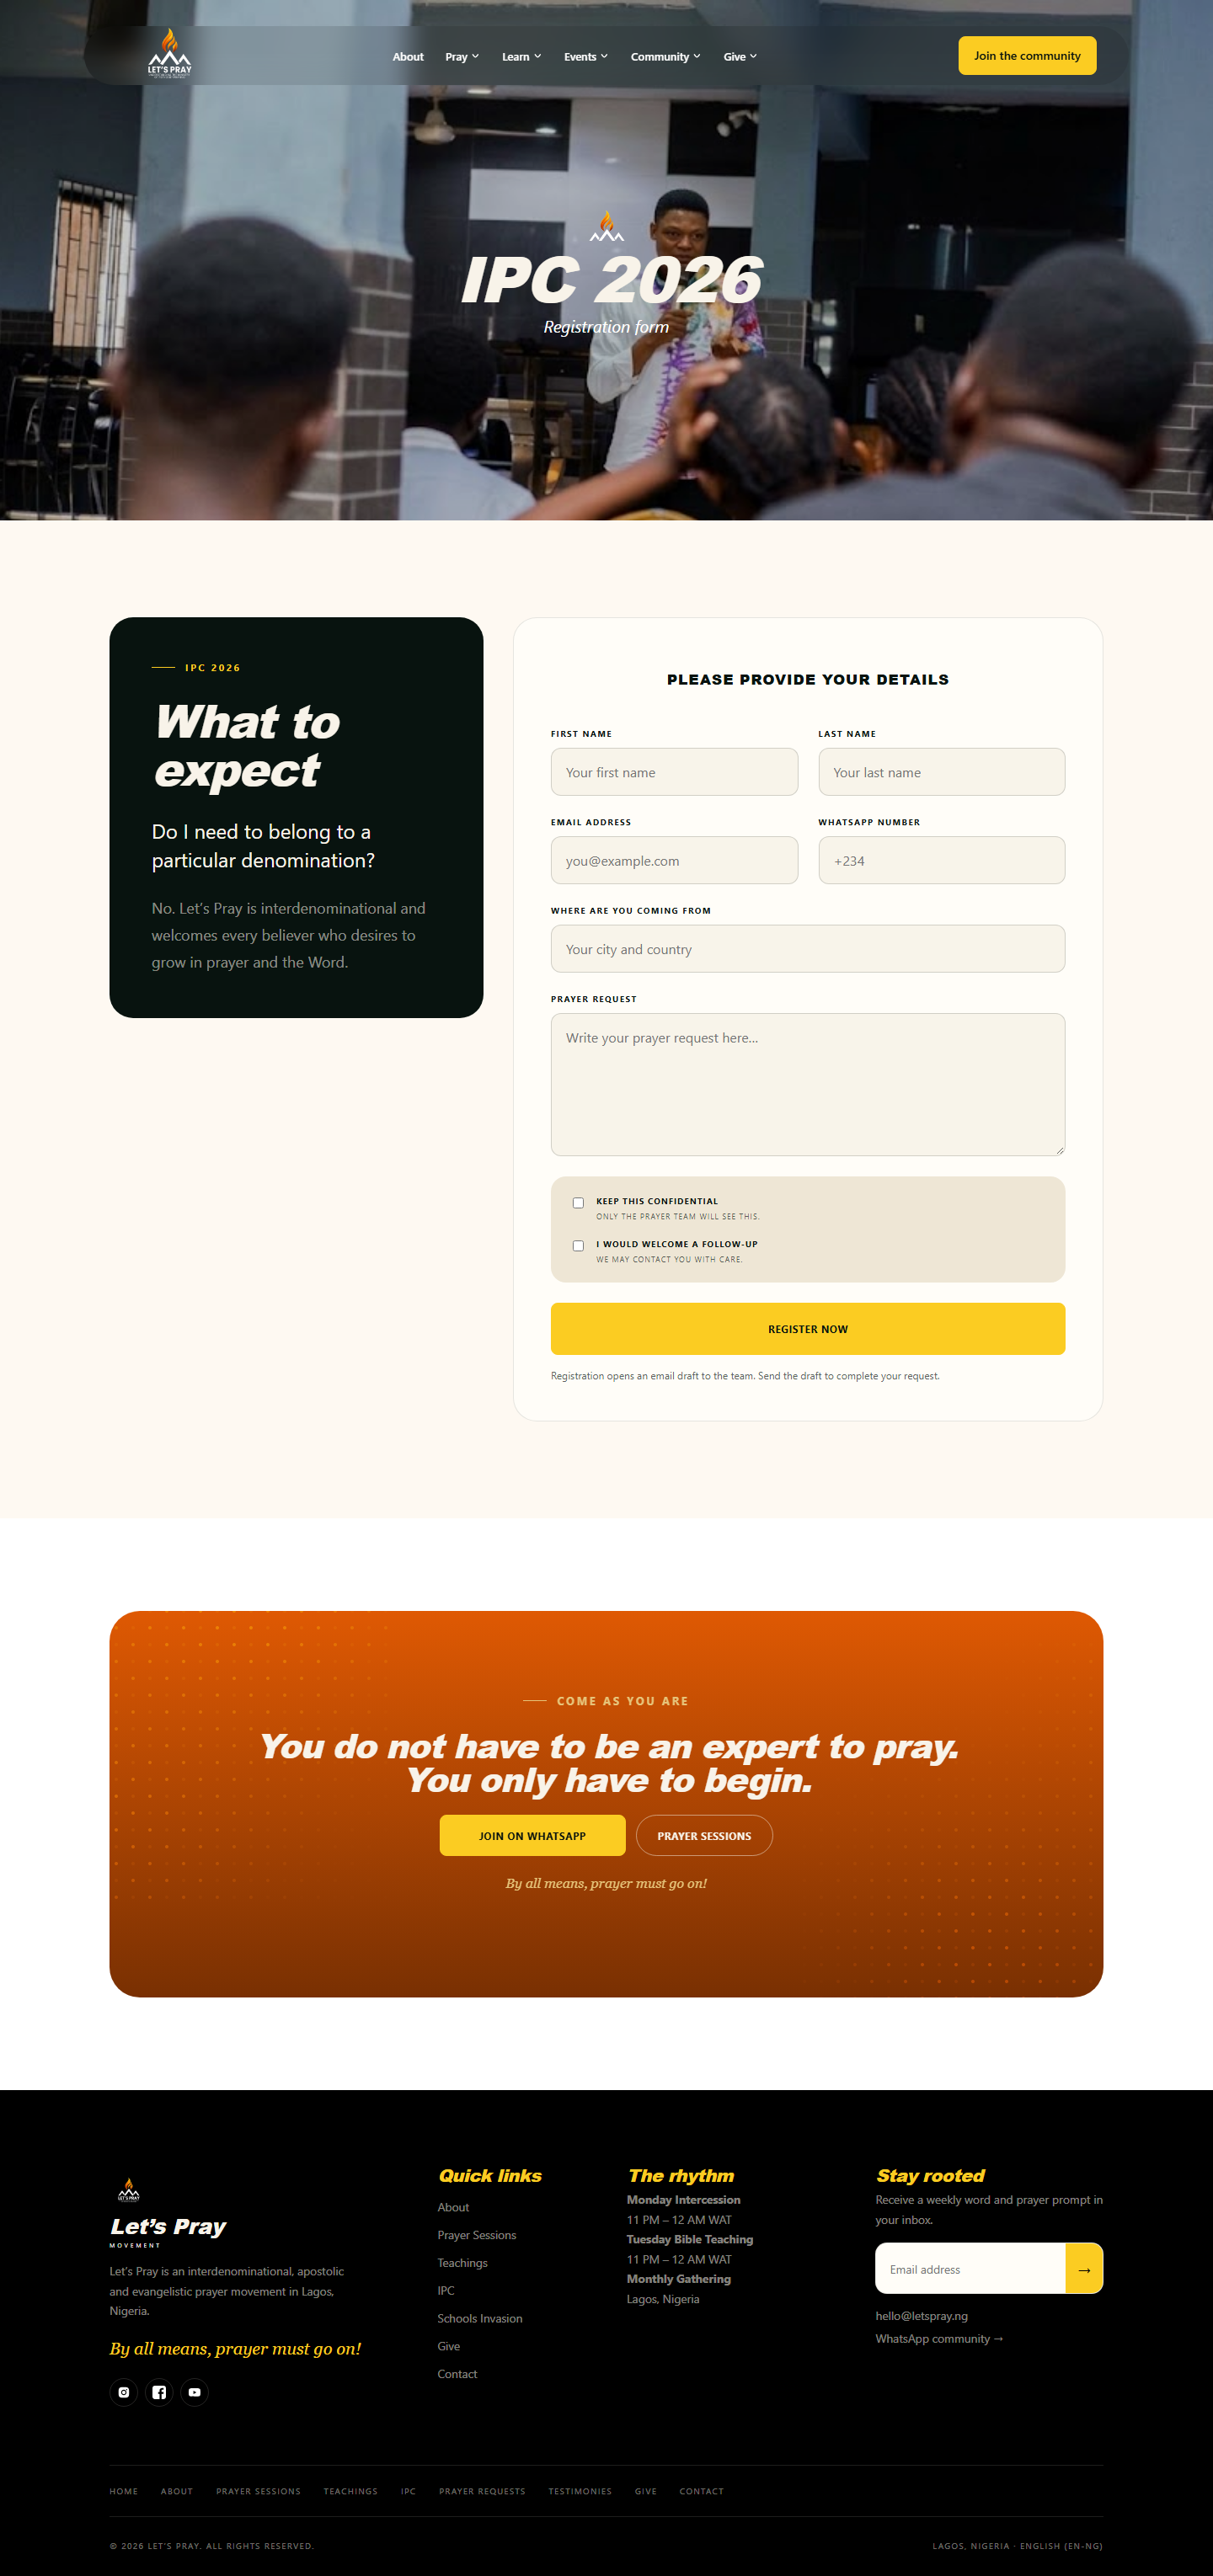 LET'S PRAY
About
Pray
Learn
Events
Community
Give
Join the community
IPC 2026
Registration form
IPC 2026
What to
expect
Do I need to belong to a
particular denomination?
No. Let’s Pray is interdenominational and
welcomes every believer who desires to
grow in prayer and the Word.
PLEASE PROVIDE YOUR DETAILS
FIRST NAME
LAST NAME
Your first name
Your last name
EMAIL ADDRESS
WHATSAPP NUMBER
you@example.com
+234
WHERE ARE YOU COMING FROM
Your city and country
PRAYER REQUEST
Write your prayer request here...
KEEP THIS CONFIDENTIAL
ONLY THE PRAYER TEAM WILL SEE THIS.
I WOULD WELCOME A FOLLOW-UP
WE MAY CONTACT YOU WITH CARE.
REGISTER NOW
Registration opens an email draft to the team. Send the draft to complete your request.
COME AS YOU ARE
You do not have to be an expert to pray.
You only have to begin.
JOIN ON WHATSAPP
PRAYER SESSIONS
By all means, prayer must go on!
LET'S PRAY
Let’s Pray
MOVEMENT
Let’s Pray is an interdenominational, apostolic
and evangelistic prayer movement in Lagos,
Nigeria.
By all means, prayer must go on!
Quick links
About
Prayer Sessions
Teachings
IPC
Schools Invasion
Give
Contact
The rhythm
Monday Intercession
11 PM – 12 AM WAT
Tuesday Bible Teaching
11 PM – 12 AM WAT
Monthly Gathering
Lagos, Nigeria
Stay rooted
Receive a weekly word and prayer prompt in
your inbox.
Email address →
hello@letspray.ng
WhatsApp community →
HOME ABOUT PRAYER SESSIONS TEACHINGS IPC PRAYER REQUESTS TESTIMONIES GIVE CONTACT
© 2026 LET’S PRAY. ALL RIGHTS RESERVED.
LAGOS, NIGERIA · ENGLISH (EN-NG)